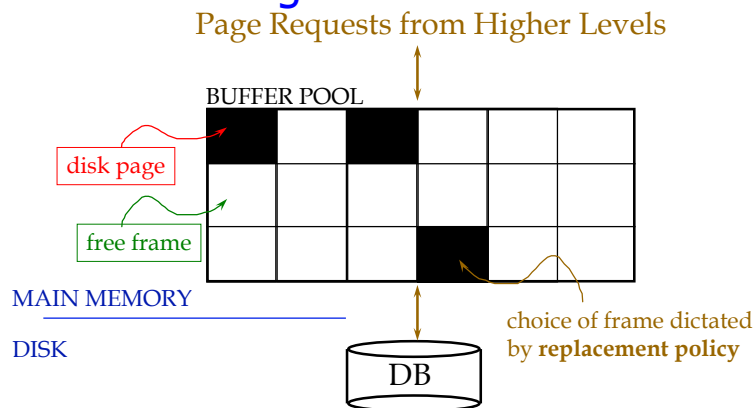 Page Requests from Higher Levels
BUFFER POOL
disk page
free frame
MAIN MEMORY
DISK
choice of frame dictated
by replacement policy
DB